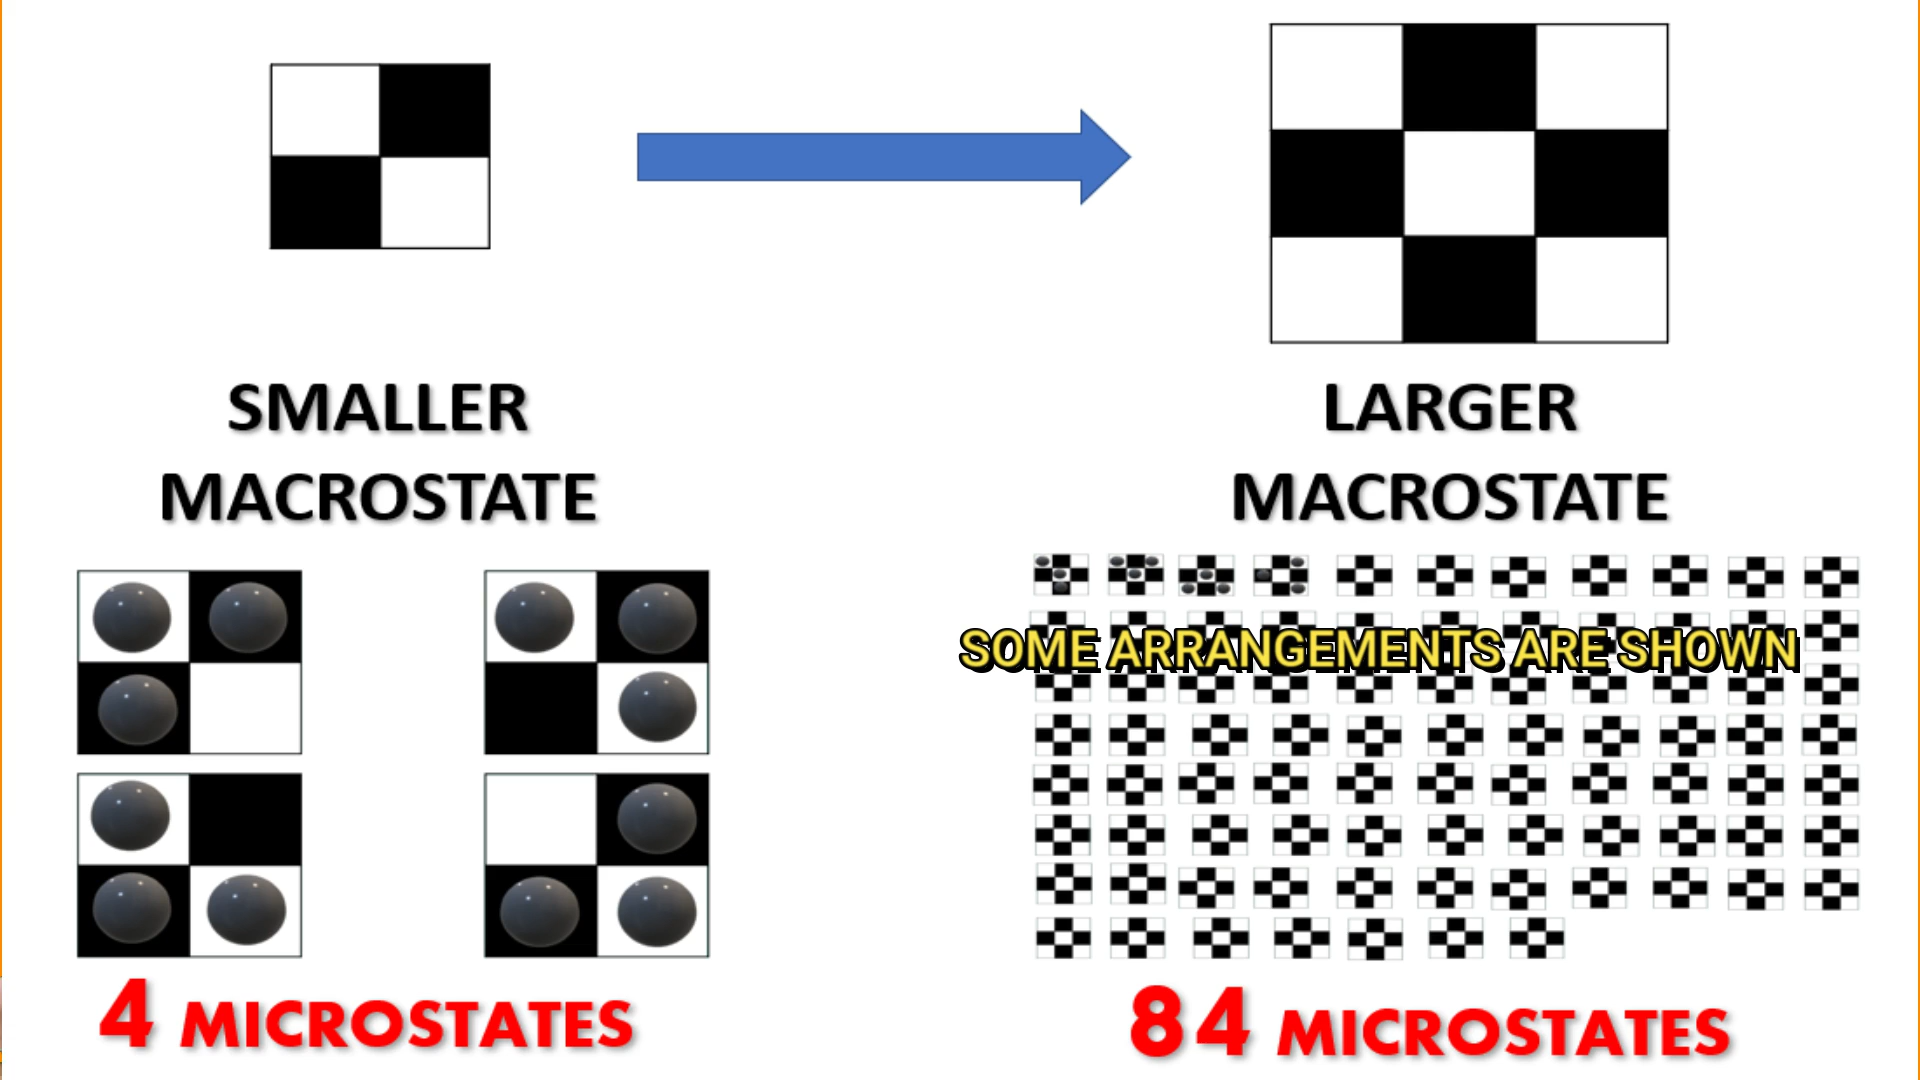 SMALLER
MACROSTATE
LARGER
MACROSTATE
SOME ARRANGEMENTS ARE SHOWN
4 MICROSTATES
84 MICROSTATES